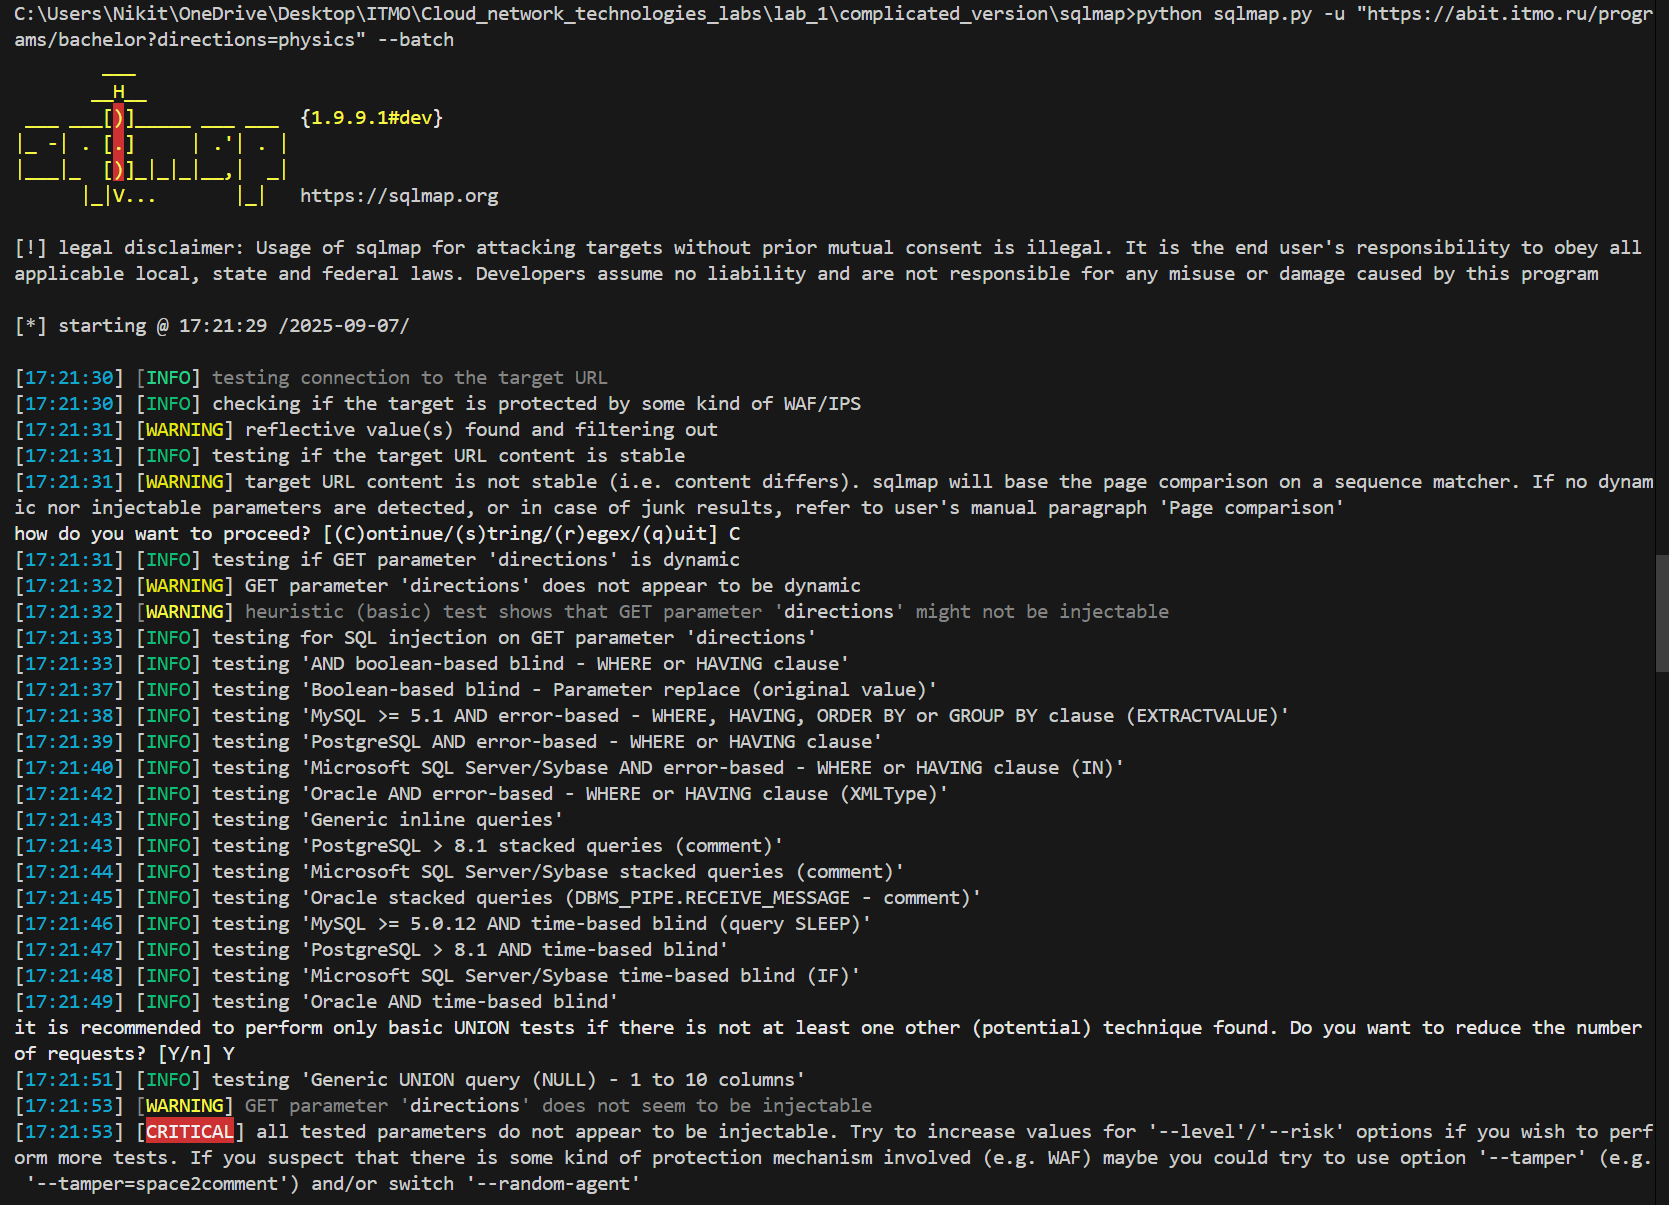 C:\Users\Nikit\OneDrive\Desktop\ITMO\Cloud_network_technologies_labs\lab_1\complicated_version\sqlmap>python sqlmap.py -u "https://abit.itmo.ru/progr
ams/bachelor?directions=physics" --batch
        ___
       __H__
 ___ ___[)]_____ ___ ___  {1.9.9.1#dev}
|_ -| . [.]     | .'| . |
|___|_  [)]_|_|_|__,|  _|
      |_|V...       |_|   https://sqlmap.org
[!] legal disclaimer: Usage of sqlmap for attacking targets without prior mutual consent is illegal. It is the end user's responsibility to obey all
applicable local, state and federal laws. Developers assume no liability and are not responsible for any misuse or damage caused by this program
[*] starting @ 17:21:29 /2025-09-07/
[17:21:30] [INFO] testing connection to the target URL
[17:21:30] [INFO] checking if the target is protected by some kind of WAF/IPS
[17:21:31] [WARNING] reflective value(s) found and filtering out
[17:21:31] [INFO] testing if the target URL content is stable
[17:21:31] [WARNING] target URL content is not stable (i.e. content differs). sqlmap will base the page comparison on a sequence matcher. If no dynam
ic nor injectable parameters are detected, or in case of junk results, refer to user's manual paragraph 'Page comparison'
how do you want to proceed? [(C)ontinue/(s)tring/(r)egex/(q)uit] C
[17:21:31] [INFO] testing if GET parameter 'directions' is dynamic
[17:21:32] [WARNING] GET parameter 'directions' does not appear to be dynamic
[17:21:32] [WARNING] heuristic (basic) test shows that GET parameter 'directions' might not be injectable
[17:21:33] [INFO] testing for SQL injection on GET parameter 'directions'
[17:21:33] [INFO] testing 'AND boolean-based blind - WHERE or HAVING clause'
[17:21:37] [INFO] testing 'Boolean-based blind - Parameter replace (original value)'
[17:21:38] [INFO] testing 'MySQL >= 5.1 AND error-based - WHERE, HAVING, ORDER BY or GROUP BY clause (EXTRACTVALUE)'
[17:21:39] [INFO] testing 'PostgreSQL AND error-based - WHERE or HAVING clause'
[17:21:40] [INFO] testing 'Microsoft SQL Server/Sybase AND error-based - WHERE or HAVING clause (IN)'
[17:21:42] [INFO] testing 'Oracle AND error-based - WHERE or HAVING clause (XMLType)'
[17:21:43] [INFO] testing 'Generic inline queries'
[17:21:43] [INFO] testing 'PostgreSQL > 8.1 stacked queries (comment)'
[17:21:44] [INFO] testing 'Microsoft SQL Server/Sybase stacked queries (comment)'
[17:21:45] [INFO] testing 'Oracle stacked queries (DBMS_PIPE.RECEIVE_MESSAGE - comment)'
[17:21:46] [INFO] testing 'MySQL >= 5.0.12 AND time-based blind (query SLEEP)'
[17:21:47] [INFO] testing 'PostgreSQL > 8.1 AND time-based blind'
[17:21:48] [INFO] testing 'Microsoft SQL Server/Sybase time-based blind (IF)'
[17:21:49] [INFO] testing 'Oracle AND time-based blind'
it is recommended to perform only basic UNION tests if there is not at least one other (potential) technique found. Do you want to reduce the number
of requests? [Y/n] Y
[17:21:51] [INFO] testing 'Generic UNION query (NULL) - 1 to 10 columns'
[17:21:53] [WARNING] GET parameter 'directions' does not seem to be injectable
[17:21:53] [CRITICAL] all tested parameters do not appear to be injectable. Try to increase values for '--level'/'--risk' options if you wish to perf
orm more tests. If you suspect that there is some kind of protection mechanism involved (e.g. WAF) maybe you could try to use option '--tamper' (e.g.
 '--tamper=space2comment') and/or switch '--random-agent'